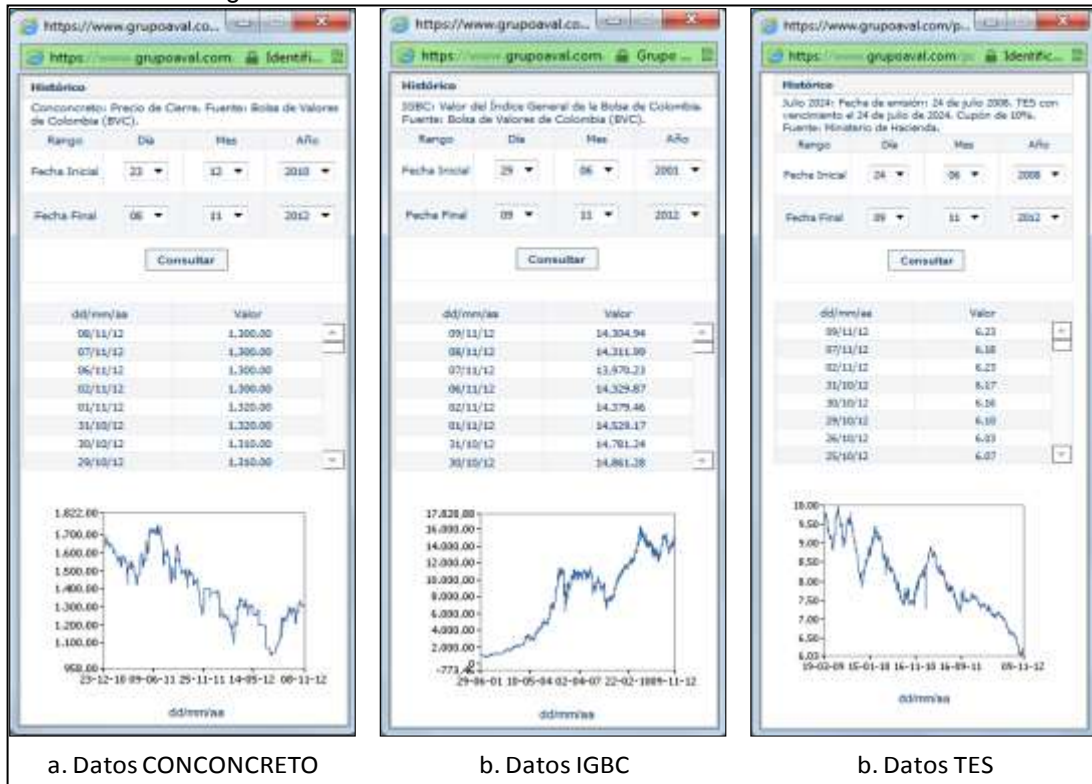 https://www.grupoaval.co...
https://www.grupoaval.com Identifi...
Histórico
Conconcreto: Precio de Cierre. Fuente: Bolsa de Valores
de Colombia (BVC).
Rango Día Mes Año
Fecha Inicial 23 12 2010
Fecha Final 06 11 2012
Consultar
dd/mm/aa Valor
08/11/12 1,300.00
07/11/12 1,300.00
06/11/12 1,300.00
02/11/12 1,300.00
01/11/12 1,320.00
31/10/12 1,320.00
30/10/12 1,310.00
29/10/12 1,310.00
1.822.00
1.700.00
1.600.00
1.500.00
1.400.00
1.300.00
1.200.00
1.100.00
958.00
23-12-10 09-06-11 25-11-11 14-05-12 08-11-12
dd/mm/aa
a. Datos CONCONCRETO
https://www.grupoaval.co...
https://www.grupoaval.com Grupo ...
Histórico
IGBC: Valor del Índice General de la Bolsa de Colombia.
Fuente: Bolsa de Valores de Colombia (BVC).
Rango Día Mes Año
Fecha Inicial 29 06 2001
Fecha Final 09 11 2012
Consultar
dd/mm/aa Valor
09/11/12 14,304.94
08/11/12 14,311.99
07/11/12 13,970.23
06/11/12 14,329.87
02/11/12 14,379.46
01/11/12 14,529.17
31/10/12 14,781.24
30/10/12 14,861.28
17.828,00
16.000.00
14.000.00
12.000.00
10.000.00
8.000.00
6.000.00
4.000.00
2.000.00
0
-773.46
29-06-01 10-05-04 02-04-07 22-02-10 09-11-12
dd/mm/aa
b. Datos IGBC
https://www.grupoaval.com/p...
https://www.grupoaval.com Identific...
Histórico
Julio 2024: Fecha de emisión: 24 de julio 2008. TES con
vencimiento el 24 de julio de 2024. Cupón de 10%.
Fuente: Ministerio de Hacienda.
Rango Día Mes Año
Fecha Inicial 24 06 2008
Fecha Final 09 11 2012
Consultar
dd/mm/aa Valor
09/11/12 6.23
07/11/12 6.18
02/11/12 6.23
31/10/12 6.17
30/10/12 6.16
29/10/12 6.10
26/10/12 6.03
25/10/12 6.07
10.00
9.50
9.00
8.50
8.00
7.50
7.00
6.50
6.03
19-02-09 15-01-10 16-11-10 16-09-11 09-11-12
dd/mm/aa
b. Datos TES